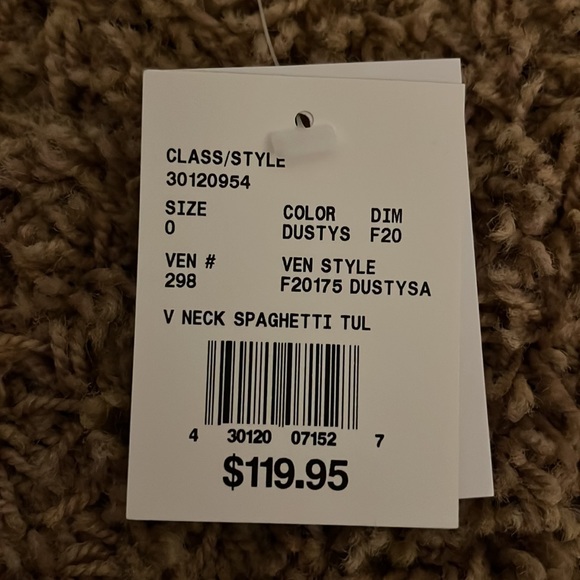 CLASS/STYLE
30120954
SIZE COLOR DIM
0 DUSTYS F20
VEN # VEN STYLE
298 F20175 DUSTYSA
V NECK SPAGHETTI TUL
4 30120 07152 7
$119.95